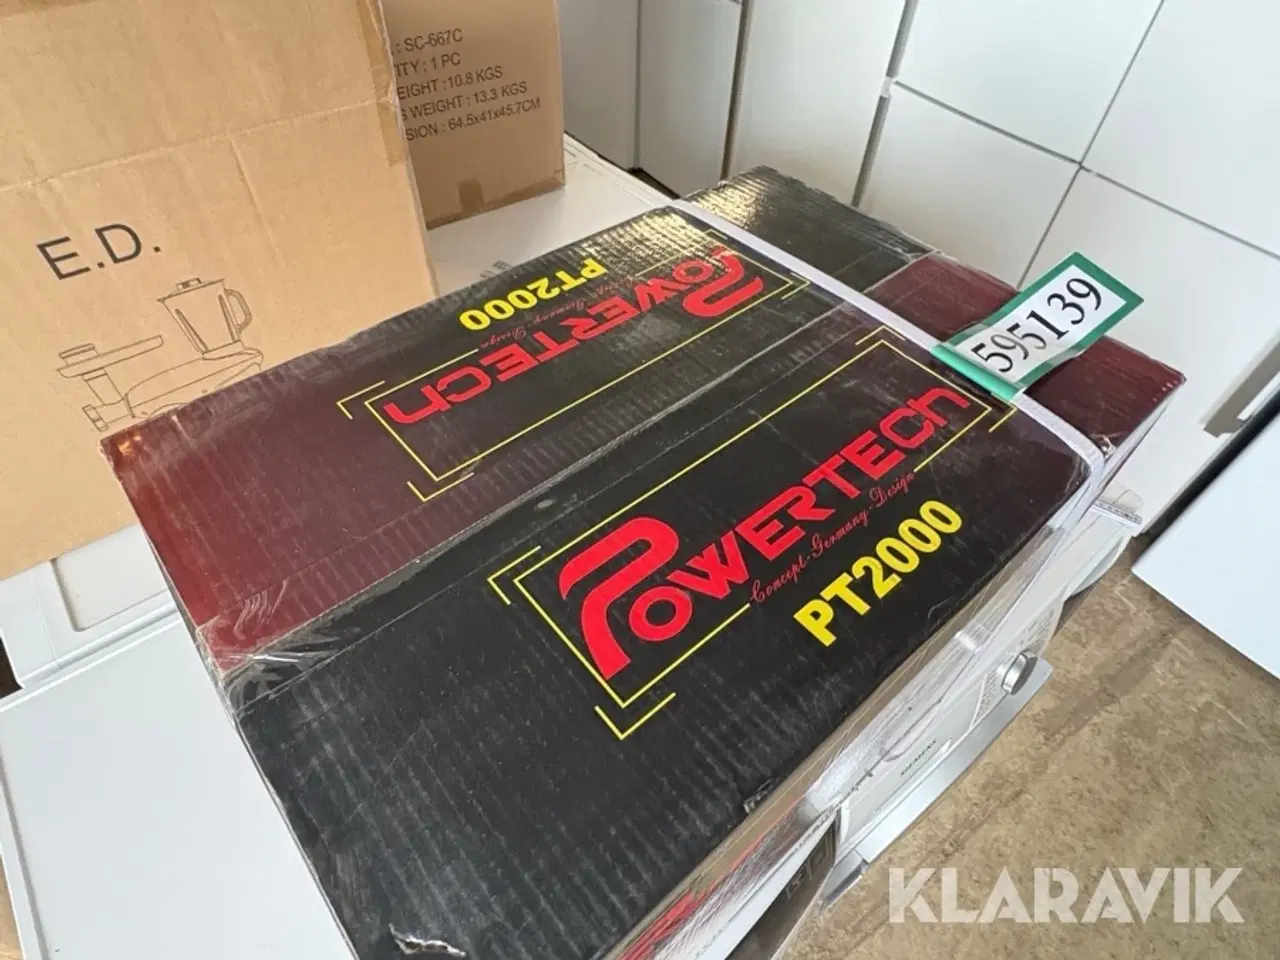 : SC-667C
ITY : 1 PC
EIGHT : 10.8 KGS
S WEIGHT : 13.3 KGS
SION : 64.5x41x45.7CM
E.D.
POWERTECH
Concept-Germany-Design
PT2000
595139
POWERTECH
Concept-Germany-Design
PT2000
SIEMENS
KLARAVIK